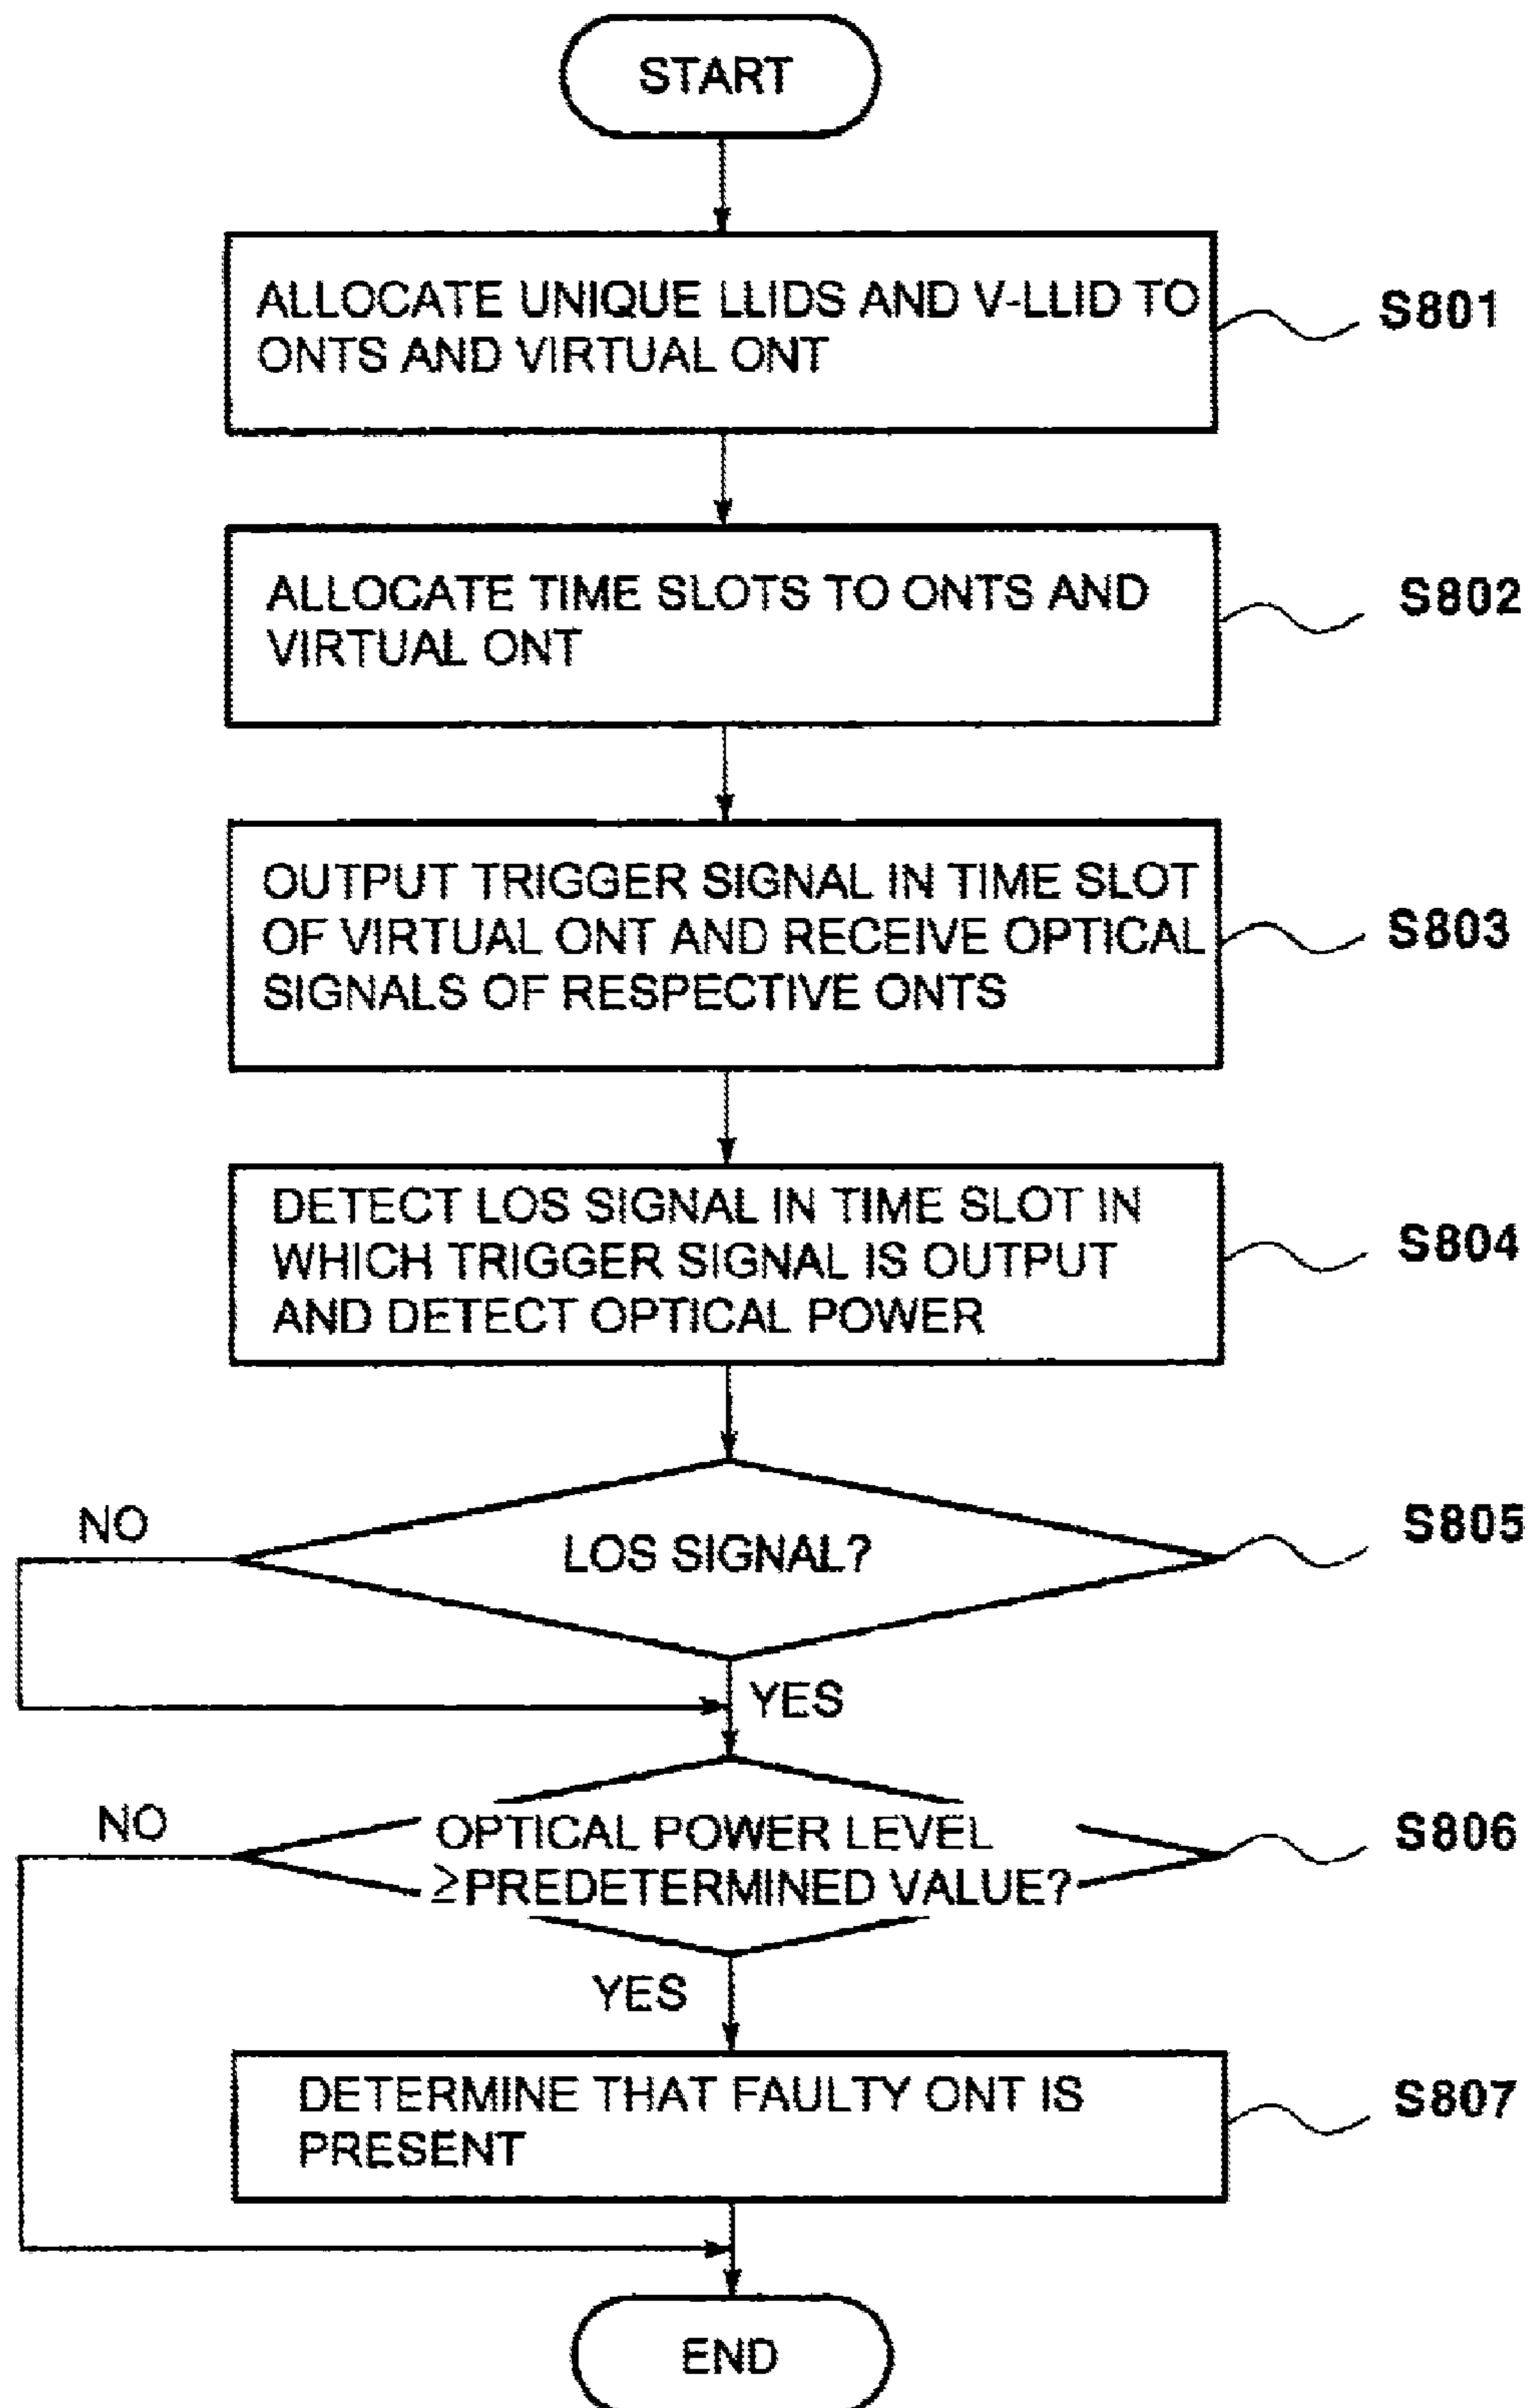 START
ALLOCATE UNIQUE LLIDS AND V-LLID TO
ONTS AND VIRTUAL ONT
S801
ALLOCATE TIME SLOTS TO ONTS AND
VIRTUAL ONT
S802
OUTPUT TRIGGER SIGNAL IN TIME SLOT
OF VIRTUAL ONT AND RECEIVE OPTICAL
SIGNALS OF RESPECTIVE ONTS
S803
DETECT LOS SIGNAL IN TIME SLOT IN
WHICH TRIGGER SIGNAL IS OUTPUT
AND DETECT OPTICAL POWER
S804
NO
LOS SIGNAL?
S805
YES
NO
OPTICAL POWER LEVEL
≥PREDETERMINED VALUE?
S806
YES
DETERMINE THAT FAULTY ONT IS
PRESENT
S807
END